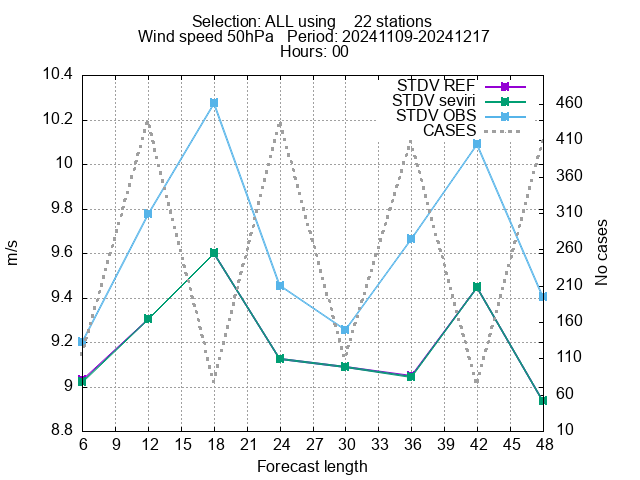 Selection: ALL using    22 stations
Wind speed 50hPa   Period: 20241109-20241217
Hours: 00
STDV REF
STDV seviri
STDV OBS
CASES
m/s
10.4
10.2
10
9.8
9.6
9.4
9.2
9
8.8
460
410
360
310
260
210
160
110
60
10
No cases
6 9 12 15 18 21 24 27 30 33 36 39 42 45 48
Forecast length